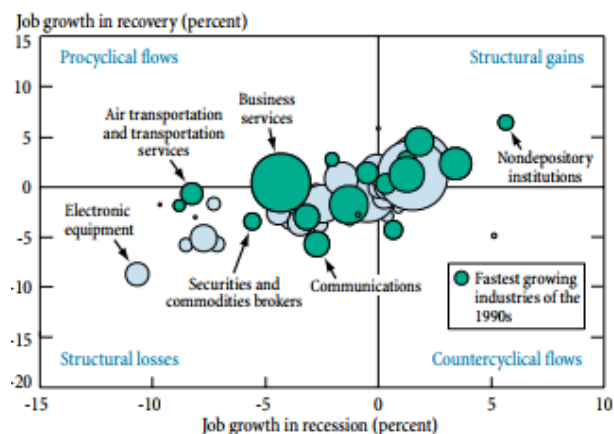 Job growth in recovery (percent)
15
10
5
0
-5
-10
-15
-20
Procyclical flows
Structural gains
Business
services
Air transportation
and transportation
services
Nondepository
institutions
Electronic
equipment
Securities and
commodities brokers
Communications
Fastest growing
industries of the
1990s
Structural losses
Countercyclical flows
-15
-10
-5
0
5
10
Job growth in recession (percent)